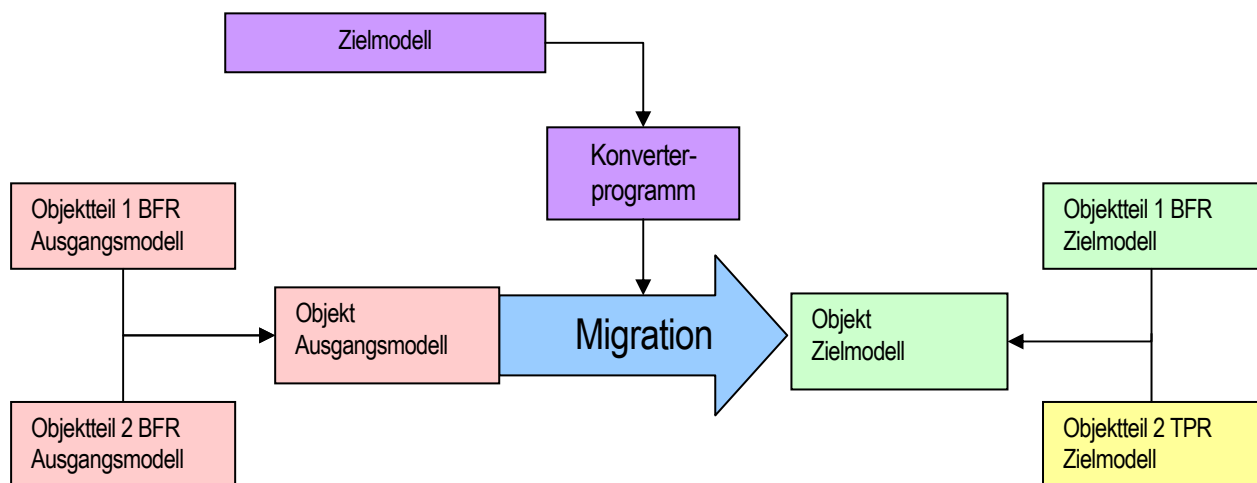 Zielmodell
Konverter-
programm
Objektteil 1 BFR
Ausgangsmodell
Objektteil 1 BFR
Zielmodell
Objekt
Ausgangsmodell
Migration
Objekt
Zielmodell
Objektteil 2 BFR
Ausgangsmodell
Objektteil 2 TPR
Zielmodell